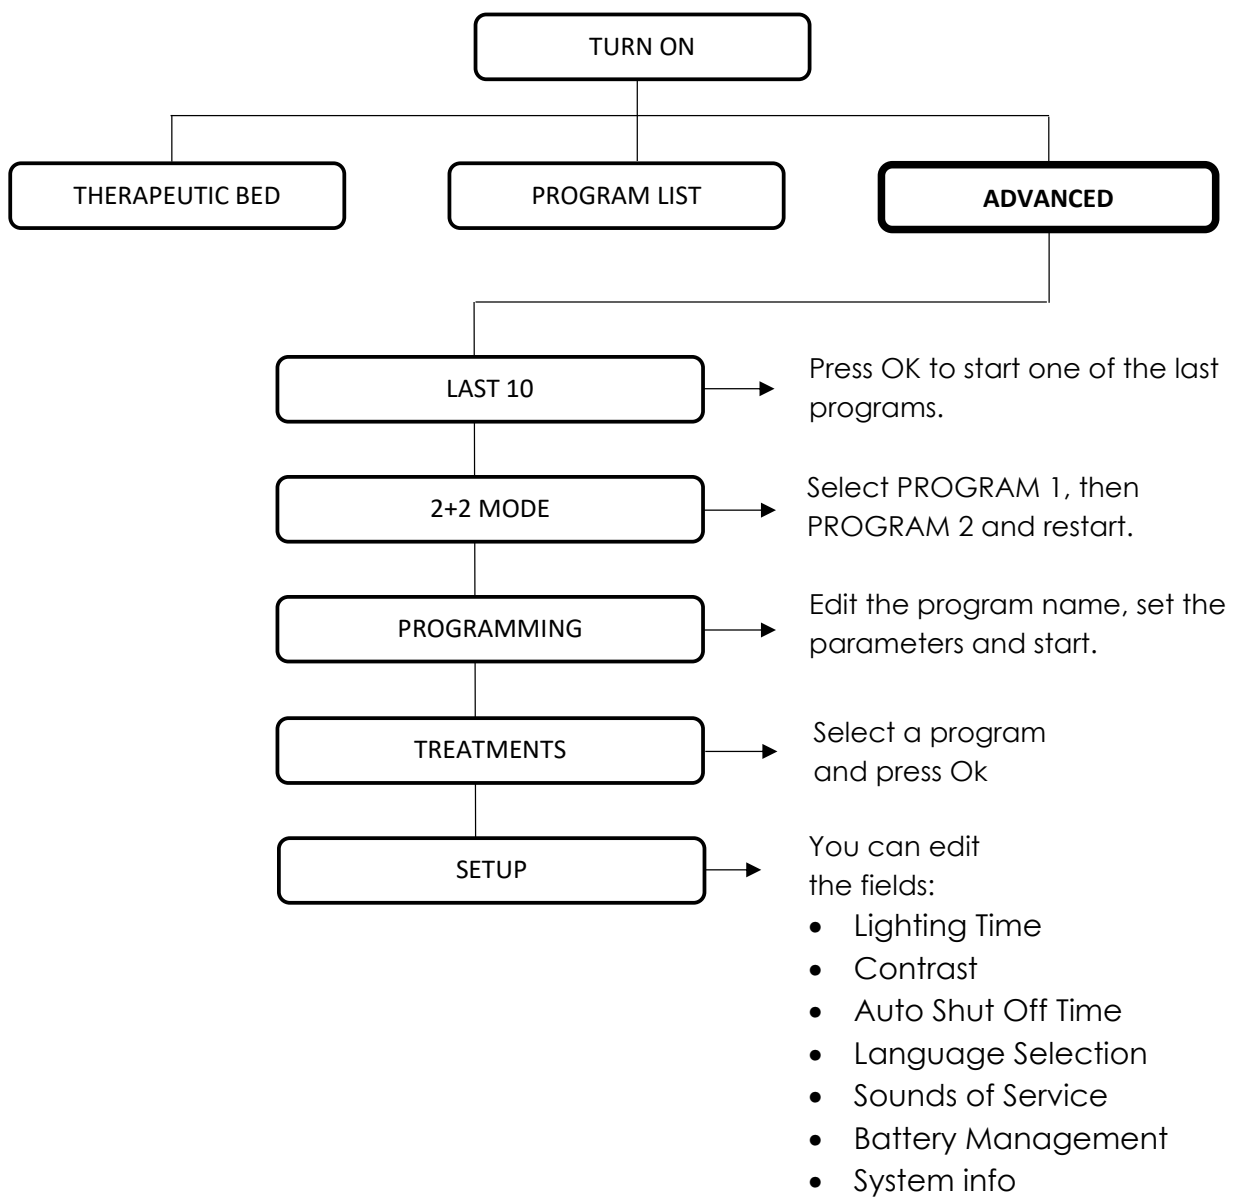 TURN ON
THERAPEUTIC BED
PROGRAM LIST
ADVANCED
LAST 10
Press OK to start one of the last
programs.
2+2 MODE
Select PROGRAM 1, then
PROGRAM 2 and restart.
PROGRAMMING
Edit the program name, set the
parameters and start.
TREATMENTS
Select a program
and press Ok
SETUP
You can edit
the fields:
• Lighting Time
• Contrast
• Auto Shut Off Time
• Language Selection
• Sounds of Service
• Battery Management
• System info